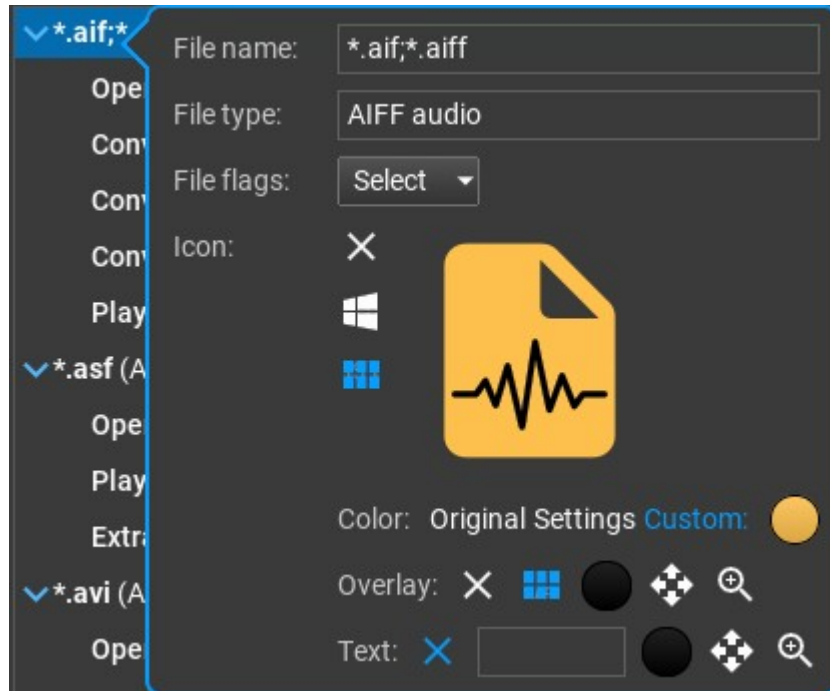 *.aif;*
Ope
Conv
Conv
Conv
Play
*.asf (A
Ope
Play
Extra
*.avi (A
Ope
File name: *.aif;*.aiff
File type: AIFF audio
File flags: Select
Icon:
Color: Original Settings Custom:
Overlay:
Text: